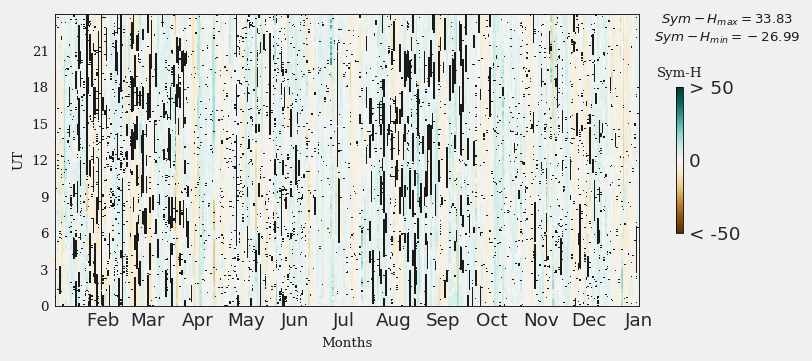 Sym − H_max = 33.83
Sym − H_min = − 26.99
Sym-H
> 50
0
< -50
21
18
15
12
9
6
3
0
UT
Feb Mar Apr May Jun Jul Aug Sep Oct Nov Dec Jan
Months